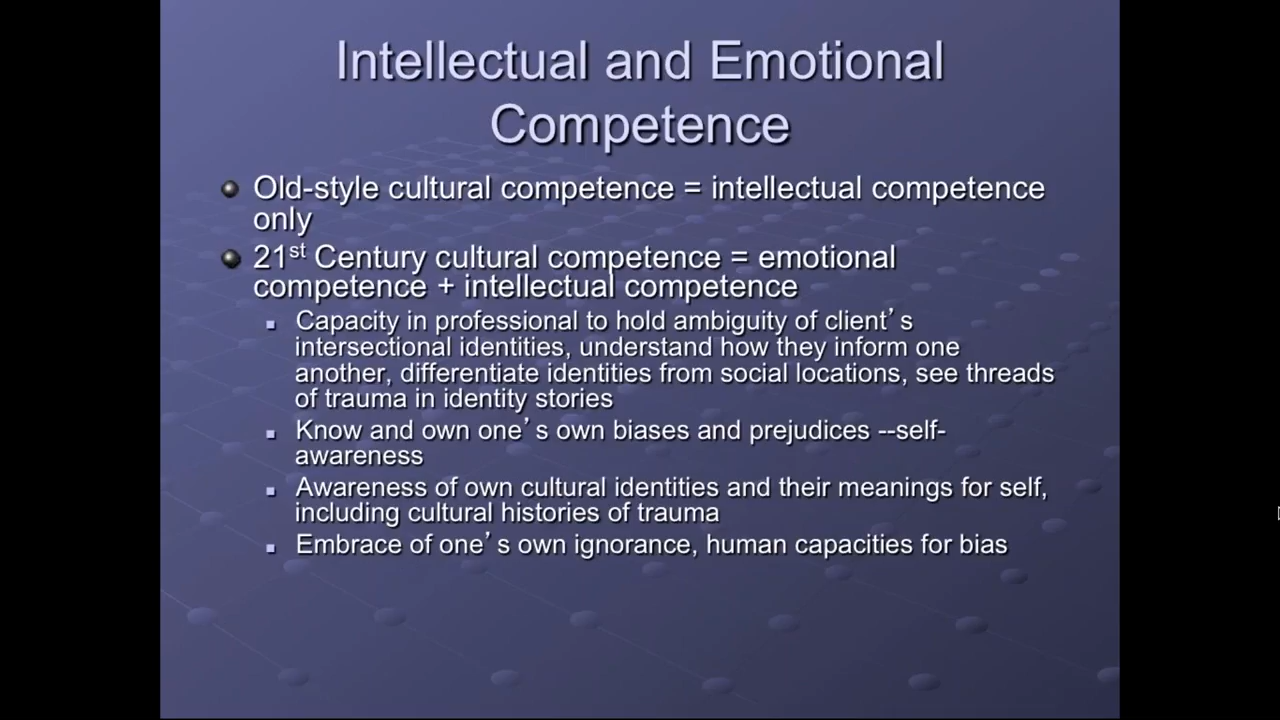 Intellectual and Emotional
Competence
Old-style cultural competence = intellectual competence
only
21st Century cultural competence = emotional
competence + intellectual competence
Capacity in professional to hold ambiguity of client’s
intersectional identities, understand how they inform one
another, differentiate identities from social locations, see threads
of trauma in identity stories
Know and own one’s own biases and prejudices --self-
awareness
Awareness of own cultural identities and their meanings for self,
including cultural histories of trauma
Embrace of one’s own ignorance, human capacities for bias